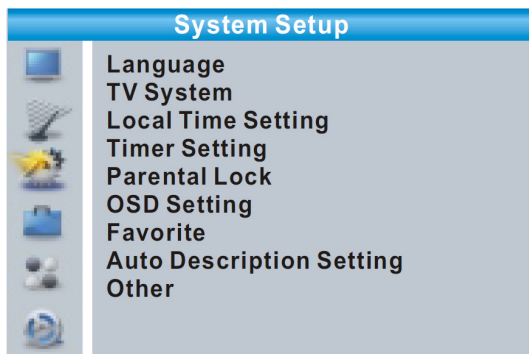 System Setup
Language
TV System
Local Time Setting
Timer Setting
Parental Lock
OSD Setting
Favorite
Auto Description Setting
Other